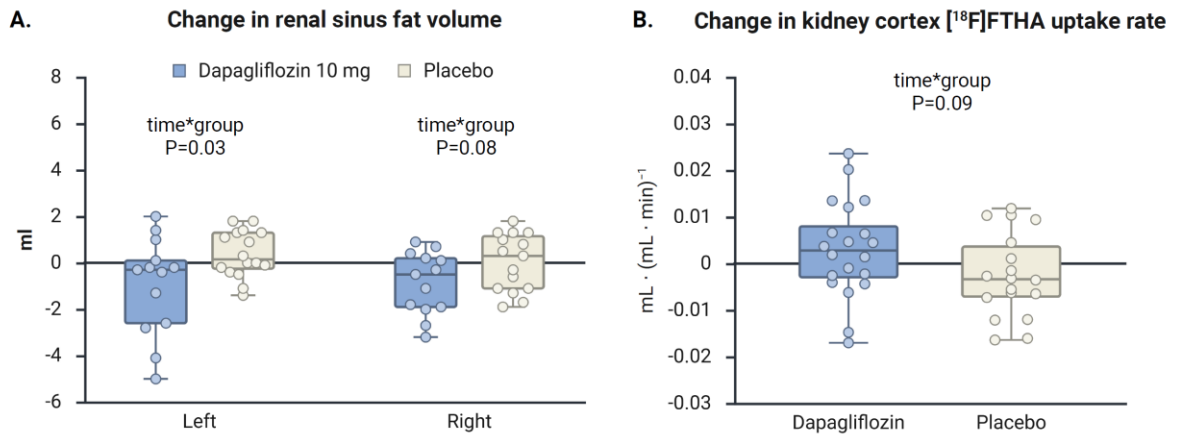 A.
Change in renal sinus fat volume
Dapagliflozin 10 mg
Placebo
ml
8
6
4
2
0
-2
-4
-6
time*group
P=0.03
time*group
P=0.08
Left
Right
B.
Change in kidney cortex [¹⁸F]FTHA uptake rate
mL · (mL · min)⁻¹
0.04
0.03
0.02
0.01
0
-0.01
-0.02
-0.03
time*group
P=0.09
Dapagliflozin
Placebo